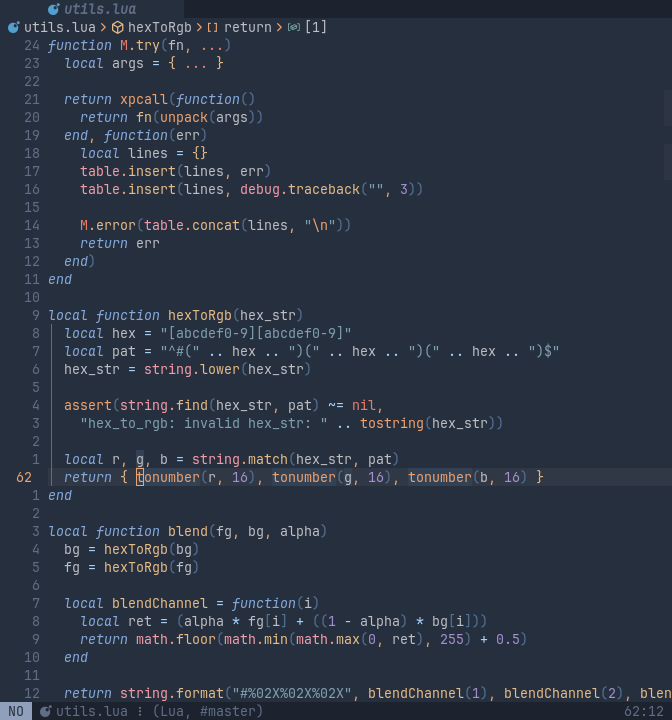 utils.lua
utils.lua > hexToRgb > [] return > [1]
24 function M.try(fn, ...)
23   local args = { ... }
22
21   return xpcall(function()
20     return fn(unpack(args))
19   end, function(err)
18     local lines = {}
17     table.insert(lines, err)
16     table.insert(lines, debug.traceback("", 3))
15
14     M.error(table.concat(lines, "\n"))
13     return err
12   end)
11 end
10
9 local function hexToRgb(hex_str)
8   local hex = "[abcdef0-9][abcdef0-9]"
7   local pat = "^#(" .. hex .. ")(" .. hex .. ")(" .. hex .. ")$"
6   hex_str = string.lower(hex_str)
5
4   assert(string.find(hex_str, pat) ~= nil,
3     "hex_to_rgb: invalid hex_str: " .. tostring(hex_str))
2
1   local r, g, b = string.match(hex_str, pat)
62   return { tonumber(r, 16), tonumber(g, 16), tonumber(b, 16) }
1 end
2
3 local function blend(fg, bg, alpha)
4   bg = hexToRgb(bg)
5   fg = hexToRgb(fg)
6
7   local blendChannel = function(i)
8     local ret = (alpha * fg[i] + ((1 - alpha) * bg[i]))
9     return math.floor(math.min(math.max(0, ret), 255) + 0.5)
10   end
11
12   return string.format("#%02X%02X%02X", blendChannel(1), blendChannel(2), blen
NO utils.lua ⋮ (Lua, #master) 62:12